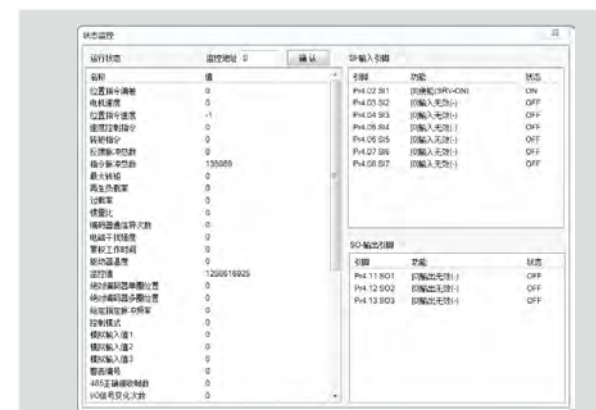 状态监控
运行状态 监控地址 0 确认
名称 值
位置指令偏差 0
电机速度 0
位置指令速度 -1
速度控制指令 0
转矩指令 0
反馈脉冲总数 0
指令脉冲总数 135989
最大转矩 0
再生负载率 0
过载率 0
惯量比 0
编码器通信异次数 0
电磁干扰强度 0
累积工作时间 0
驱动器温度 0
监控值 1250616925
绝对编码器单圈位置 0
绝对编码器多圈位置 0
给定指定脉冲频率 0
控制模式 0
模拟输入值1 0
模拟输入值2 0
模拟输入值3 0
警告编号 0
485正确接收帧数 0
I/O信号变化次数 0
SI-输入引脚
引脚 功能 状态
Pr4.02 SI1 [3]使能(SRV-ON) ON
Pr4.03 SI2 [0]输入无效(-) OFF
Pr4.04 SI3 [0]输入无效(-) OFF
Pr4.05 SI4 [0]输入无效(-) OFF
Pr4.06 SI5 [0]输入无效(-) OFF
Pr4.07 SI6 [0]输入无效(-) OFF
Pr4.08 SI7 [0]输入无效(-) OFF
SO-输出引脚
引脚 功能 状态
Pr4.11 SO1 [0]输出无效(-) OFF
Pr4.12 SO2 [0]输出无效(-) OFF
Pr4.13 SO3 [0]输出无效(-) OFF